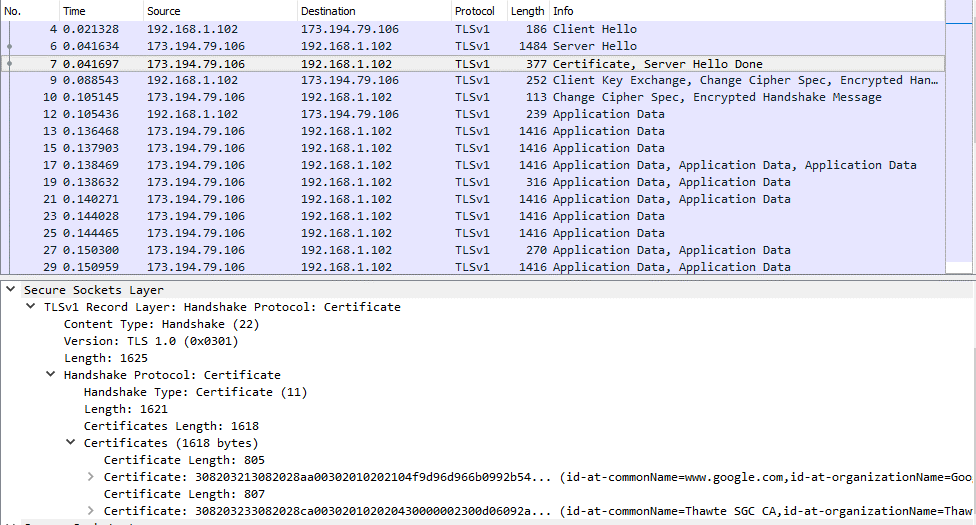 No. Time Source Destination Protocol Length Info
4 0.021328 192.168.1.102 173.194.79.106 TLSv1 186 Client Hello
6 0.041634 173.194.79.106 192.168.1.102 TLSv1 1484 Server Hello
7 0.041697 173.194.79.106 192.168.1.102 TLSv1 377 Certificate, Server Hello Done
9 0.088543 192.168.1.102 173.194.79.106 TLSv1 252 Client Key Exchange, Change Cipher Spec, Encrypted Han…
10 0.105145 173.194.79.106 192.168.1.102 TLSv1 113 Change Cipher Spec, Encrypted Handshake Message
12 0.105436 192.168.1.102 173.194.79.106 TLSv1 239 Application Data
13 0.136468 173.194.79.106 192.168.1.102 TLSv1 1416 Application Data
15 0.137903 173.194.79.106 192.168.1.102 TLSv1 1416 Application Data
17 0.138469 173.194.79.106 192.168.1.102 TLSv1 1416 Application Data, Application Data, Application Data
19 0.138632 173.194.79.106 192.168.1.102 TLSv1 316 Application Data, Application Data
21 0.140271 173.194.79.106 192.168.1.102 TLSv1 1416 Application Data, Application Data
23 0.144028 173.194.79.106 192.168.1.102 TLSv1 1416 Application Data
25 0.144465 173.194.79.106 192.168.1.102 TLSv1 1416 Application Data
27 0.150300 173.194.79.106 192.168.1.102 TLSv1 270 Application Data, Application Data
29 0.150959 173.194.79.106 192.168.1.102 TLSv1 1416 Application Data, Application Data
Secure Sockets Layer
TLSv1 Record Layer: Handshake Protocol: Certificate
Content Type: Handshake (22)
Version: TLS 1.0 (0x0301)
Length: 1625
Handshake Protocol: Certificate
Handshake Type: Certificate (11)
Length: 1621
Certificates Length: 1618
Certificates (1618 bytes)
Certificate Length: 805
Certificate: 308203213082028aa00302010202104f9d96d966b0992b54... (id-at-commonName=www.google.com,id-at-organizationName=Goo
Certificate Length: 807
Certificate: 308203233082028ca003020102020430000002300d06092a... (id-at-commonName=Thawte SGC CA,id-at-organizationName=Thaw